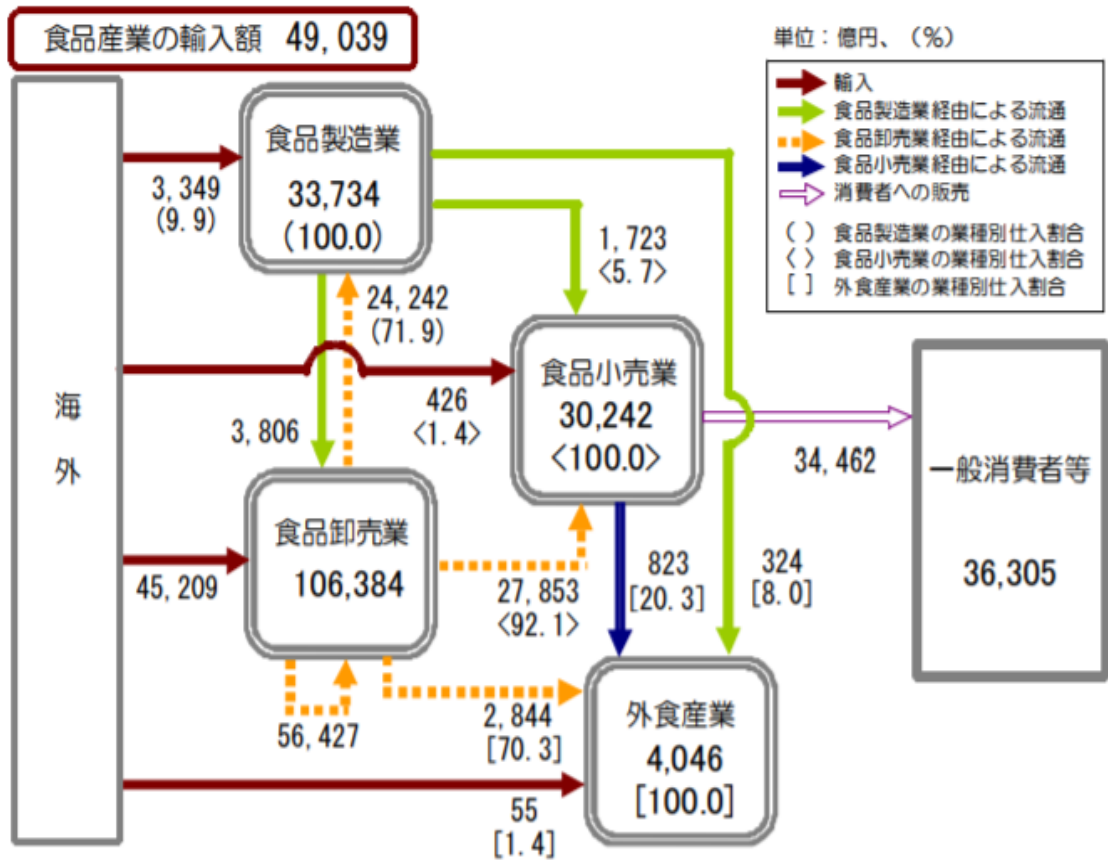 食品産業の輸入額 49,039
単位：億円、（%）
輸入
食品製造業経由による流通
食品卸売業経由による流通
食品小売業経由による流通
消費者への販売
( ) 食品製造業の業種別仕入割合
〈 〉 食品小売業の業種別仕入割合
[ ] 外食産業の業種別仕入割合
海外
食品製造業
33,734
(100.0)
3,349
(9.9)
1,723
<5.7>
24,242
(71.9)
食品小売業
30,242
<100.0>
426
<1.4>
3,806
34,462
一般消費者等
36,305
食品卸売業
106,384
45,209
27,853
<92.1>
823
[20.3]
324
[8.0]
56,427
2,844
[70.3]
外食産業
4,046
[100.0]
55
[1.4]